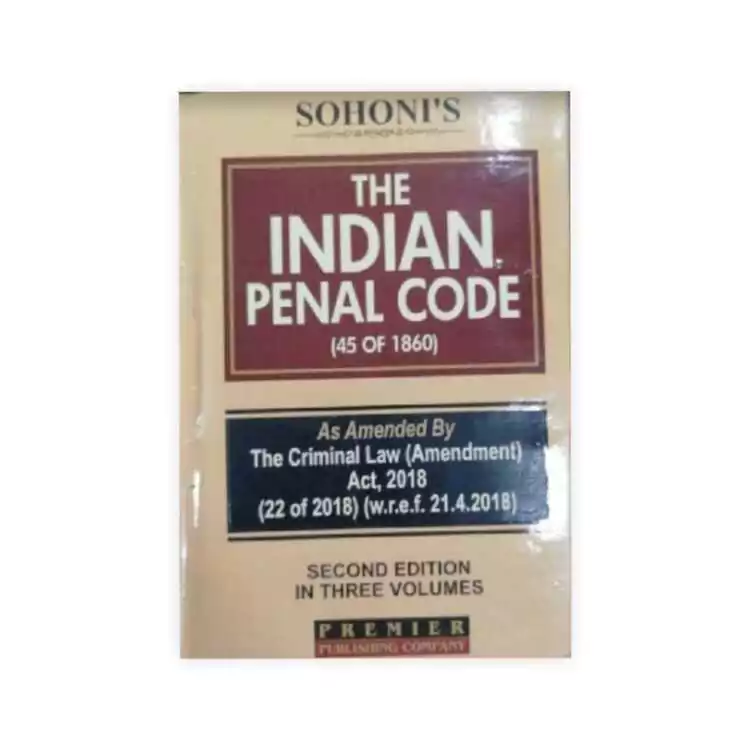 SOHONI'S
THE
INDIAN
PENAL CODE
(45 OF 1860)
As Amended By
The Criminal Law (Amendment)
Act, 2018
(22 of 2018) (w.r.e.f. 21.4.2018)
SECOND EDITION
IN THREE VOLUMES
PREMIER
PUBLISHING COMPANY